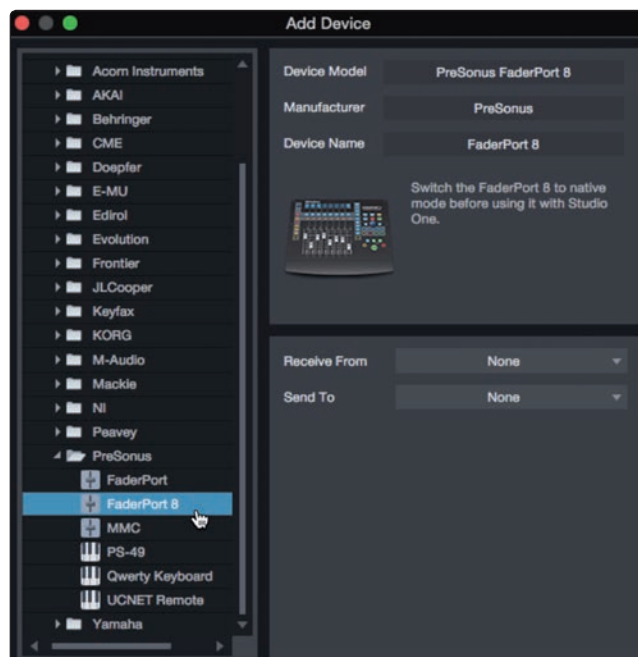 Add Device
Acorn Instruments
AKAI
Behringer
CME
Doepfer
E-MU
Edirol
Evolution
Frontier
JLCooper
Keyfax
KORG
M-Audio
Mackie
NI
Peavey
PreSonus
FaderPort
FaderPort 8
MMC
PS-49
Qwerty Keyboard
UCNET Remote
Yamaha
Device Model PreSonus FaderPort 8
Manufacturer PreSonus
Device Name FaderPort 8
Switch the FaderPort 8 to native
mode before using it with Studio
One.
Receive From None
Send To None